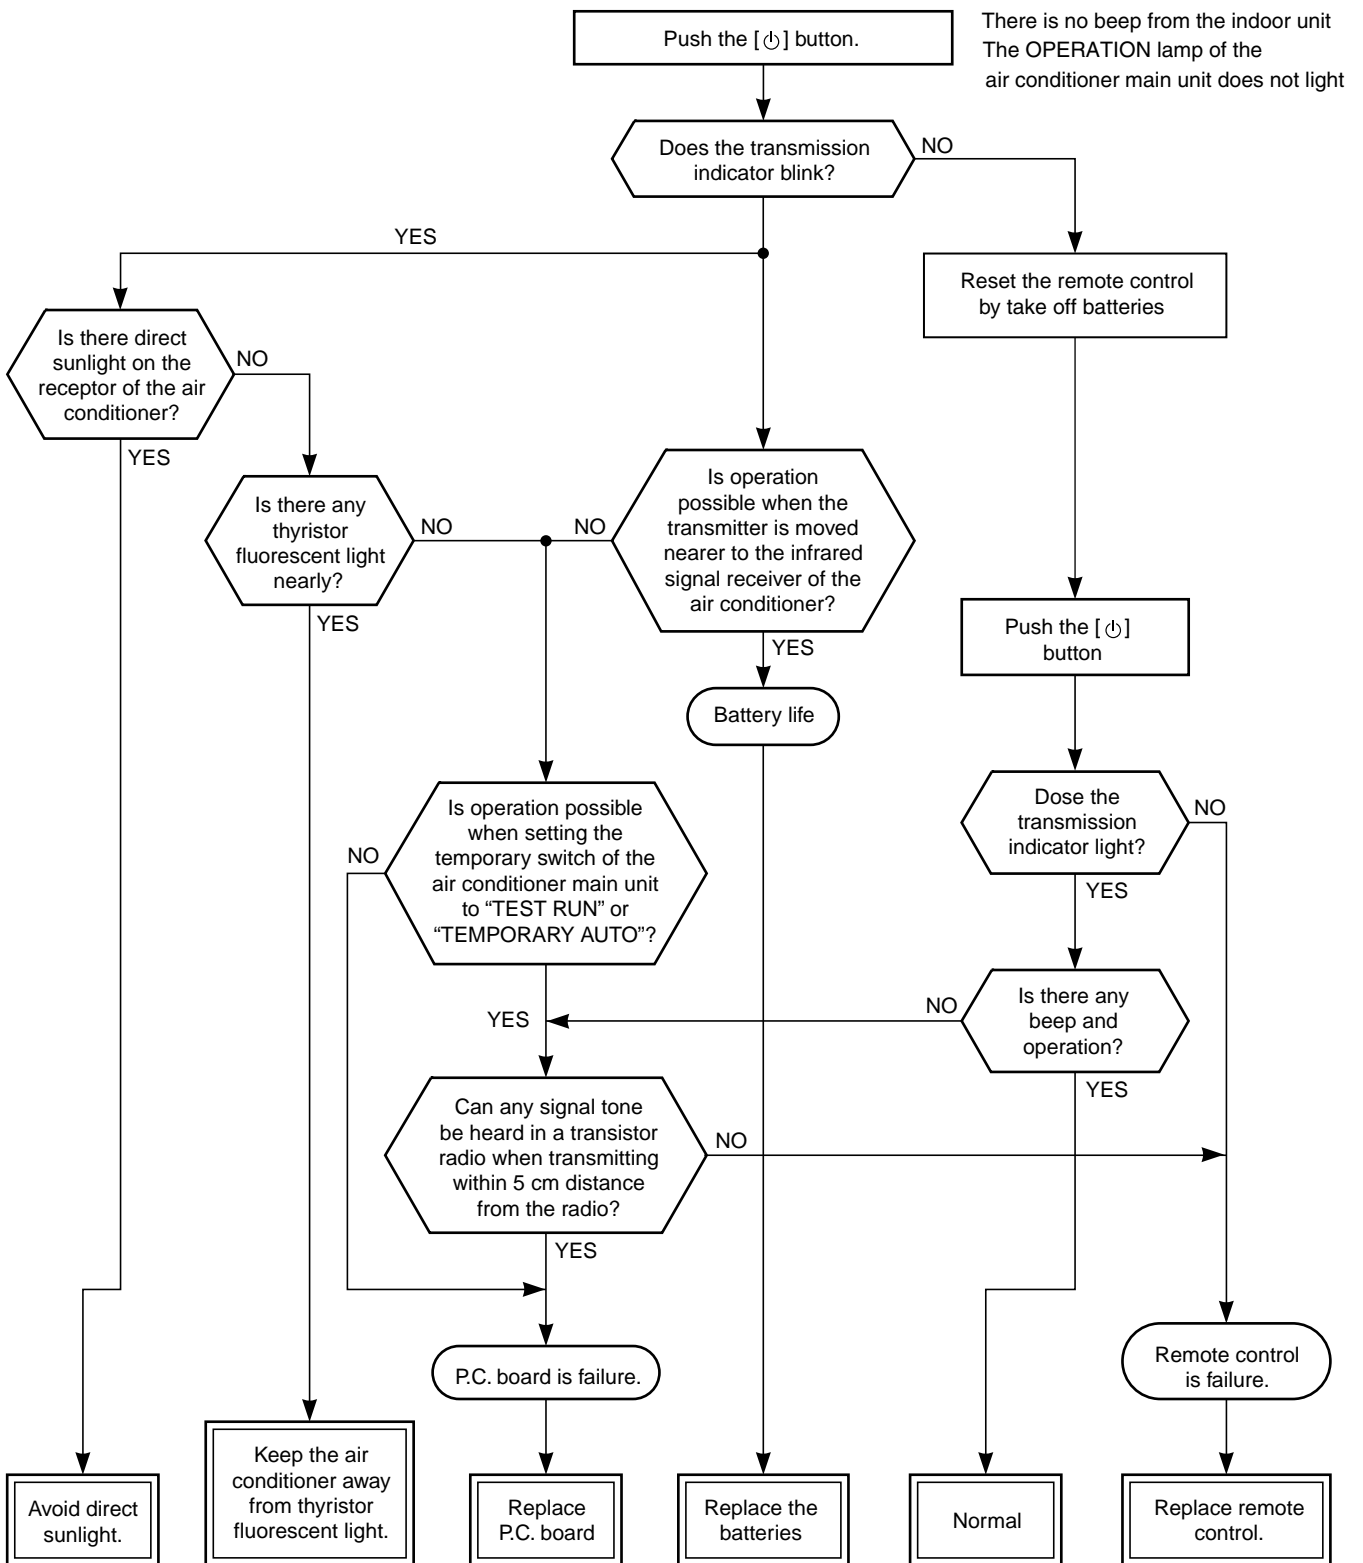 Push the [⏻] button.
There is no beep from the indoor unit
The OPERATION lamp of the
air conditioner main unit does not light
Does the transmission
indicator blink?
NO
YES
Reset the remote control
by take off batteries
Is there direct
sunlight on the
receptor of the air
conditioner?
NO
YES
Is there any
thyristor
fluorescent light
nearly?
NO
YES
Is operation
possible when the
transmitter is moved
nearer to the infrared
signal receiver of the
air conditioner?
NO
YES
Push the [⏻]
button
Battery life
Is operation possible
when setting the
temporary switch of the
air conditioner main unit
to “TEST RUN” or
“TEMPORARY AUTO”?
NO
YES
Dose the
transmission
indicator light?
NO
YES
Is there any
beep and
operation?
NO
YES
Can any signal tone
be heard in a transistor
radio when transmitting
within 5 cm distance
from the radio?
NO
YES
P.C. board is failure.
Remote control
is failure.
Avoid direct
sunlight.
Keep the air
conditioner away
from thyristor
fluorescent light.
Replace
P.C. board
Replace the
batteries
Normal
Replace remote
control.